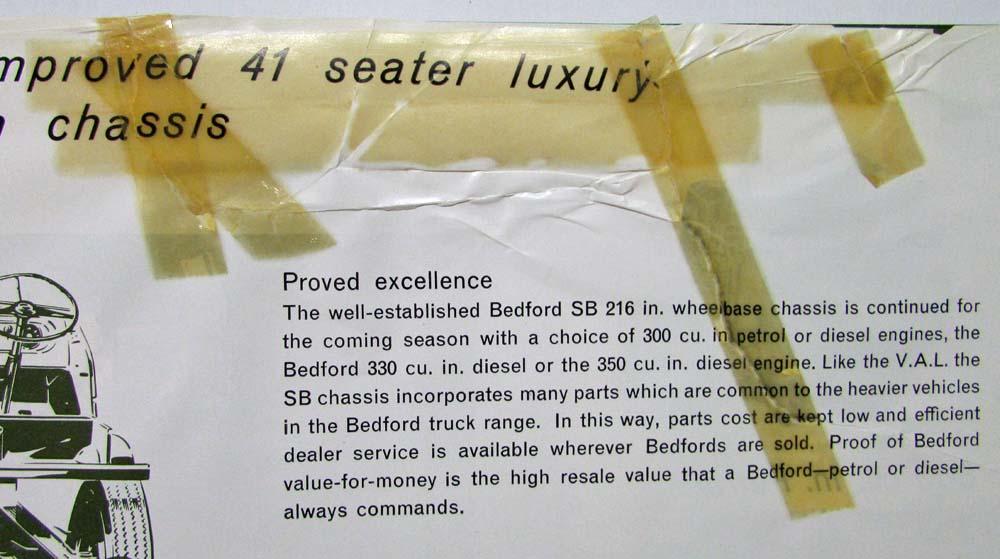 mproved 41 seater luxury
chassis
Proved excellence
The well-established Bedford SB 216 in. wheelbase chassis is continued for
the coming season with a choice of 300 cu. in. petrol or diesel engines, the
Bedford 330 cu. in. diesel or the 350 cu. in. diesel engine. Like the V.A.L. the
SB chassis incorporates many parts which are common to the heavier vehicles
in the Bedford truck range. In this way, parts cost are kept low and efficient
dealer service is available wherever Bedfords are sold. Proof of Bedford
value-for-money is the high resale value that a Bedford—petrol or diesel—
always commands.